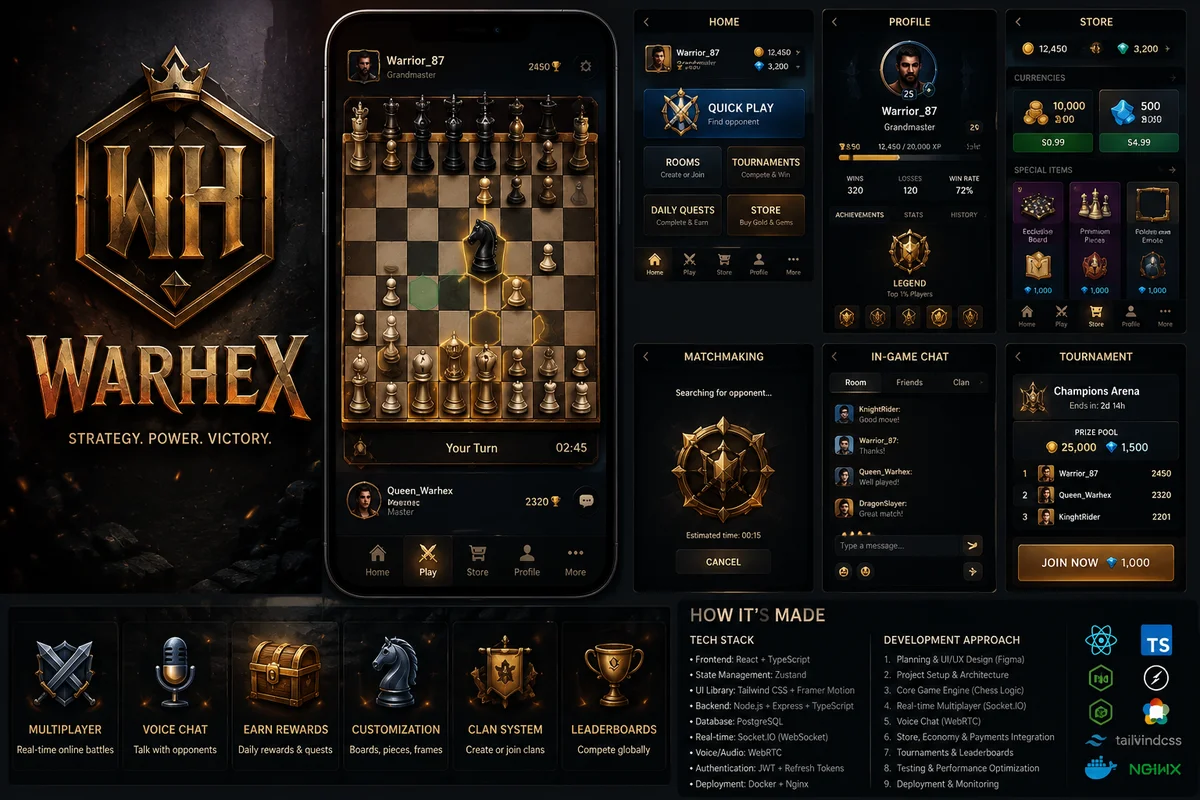 WH
WARHEX
STRATEGY. POWER. VICTORY.
Warrior_87
Grandmaster
2450
Your Turn
02:45
Queen_Warhex
Master
2320
Home
Play
Store
Profile
More
HOME
Warrior_87
12,450
3,200
QUICK PLAY
Find opponent
ROOMS
Create or Join
TOURNAMENTS
Compete & Win
DAILY QUESTS
Complete & Earn
STORE
Buy Gold & Gems
Home
Play
Store
Profile
More
PROFILE
25
Warrior_87
Grandmaster
12,450 / 20,000 XP
WINS
320
LOSSES
120
WIN RATE
72%
ACHIEVEMENTS
STATS
HISTORY
LEGEND
Top 1% Players
STORE
12,450
3,200
CURRENCIES
10,000
500
$0.99
$4.99
SPECIAL ITEMS
Board
1,000
1,000
1,000
Home
Play
Store
Profile
More
MATCHMAKING
Searching for opponent...
Estimated time: 00:15
CANCEL
IN-GAME CHAT
Room
Friends
Clan
KnightRider:
Good move!
Warrior_87:
Thanks!
Queen_Warhex:
Well played!
DragonSlayer:
Great match!
Type a message...
TOURNAMENT
Champions Arena
Ends in: 2d 14h
PRIZE POOL
25,000
1,500
1 Warrior_87 2450
2 Queen_Warhex 2320
3 KnightRider 2201
JOIN NOW 1,000
MULTIPLAYER
Real-time online battles
VOICE CHAT
Talk with opponents
EARN REWARDS
Daily rewards & quests
CUSTOMIZATION
Boards, pieces, frames
CLAN SYSTEM
Create or join clans
LEADERBOARDS
Compete globally
HOW IT'S MADE
TECH STACK
• Frontend: React + TypeScript
• State Management: Zustand
• UI Library: Tailwind CSS + Framer Motion
• Backend: Node.js + Express + TypeScript
• Database: PostgreSQL
• Real-time: Socket.IO (WebSocket)
• Voice/Audio: WebRTC
• Authentication: JWT + Refresh Tokens
• Deployment: Docker + Nginx
DEVELOPMENT APPROACH
1. Planning & UI/UX Design (Figma)
2. Project Setup & Architecture
3. Core Game Engine (Chess Logic)
4. Real-time Multiplayer (Socket.IO)
5. Voice Chat (WebRTC)
6. Store, Economy & Payments Integration
7. Tournaments & Leaderboards
8. Testing & Performance Optimization
9. Deployment & Monitoring
TS
tailvindcss